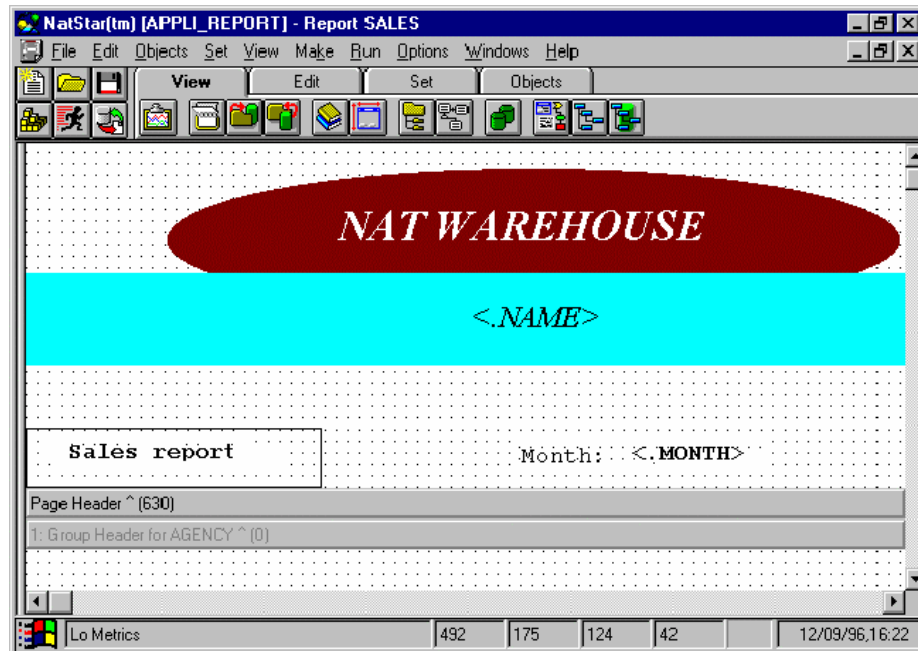 NatStar(tm) [APPLI_REPORT] - Report SALES
File Edit Objects Set View Make Run Options Windows Help
View Edit Set Objects
NAT WAREHOUSE
<.NAME>
Sales report Month: <.MONTH>
Page Header ^ (630)
1: Group Header for AGENCY ^ (0)
Lo Metrics 492 175 124 42 12/09/96,16:22